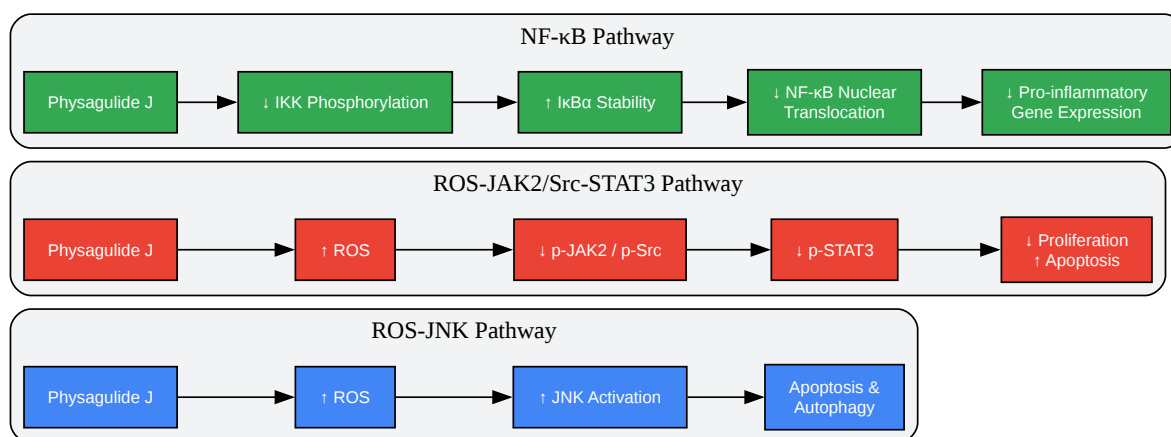 NF-κB Pathway
Physagulide J
↓ IKK Phosphorylation
↑ IκBα Stability
↓ NF-κB Nuclear
Translocation
↓ Pro-inflammatory
Gene Expression
ROS-JAK2/Src-STAT3 Pathway
Physagulide J
↑ ROS
↓ p-JAK2 / p-Src
↓ p-STAT3
↓ Proliferation
↑ Apoptosis
ROS-JNK Pathway
Physagulide J
↑ ROS
↑ JNK Activation
Apoptosis &
Autophagy